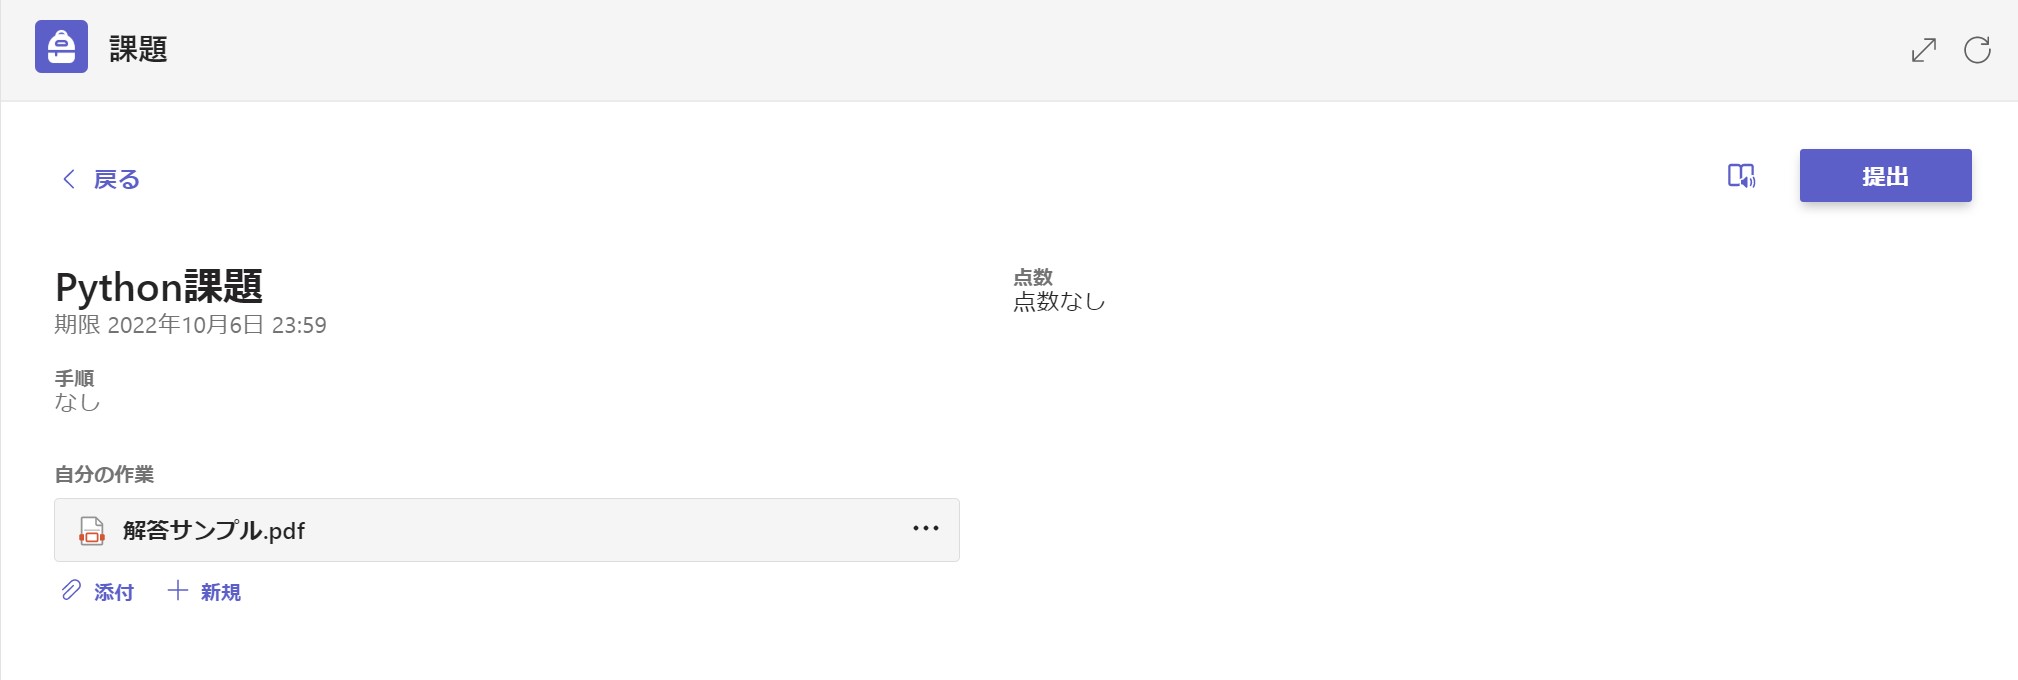 課題
戻る
提出
Python課題
期限 2022年10月6日 23:59
点数
点数なし
手順
なし
自分の作業
解答サンプル.pdf
添付
新規